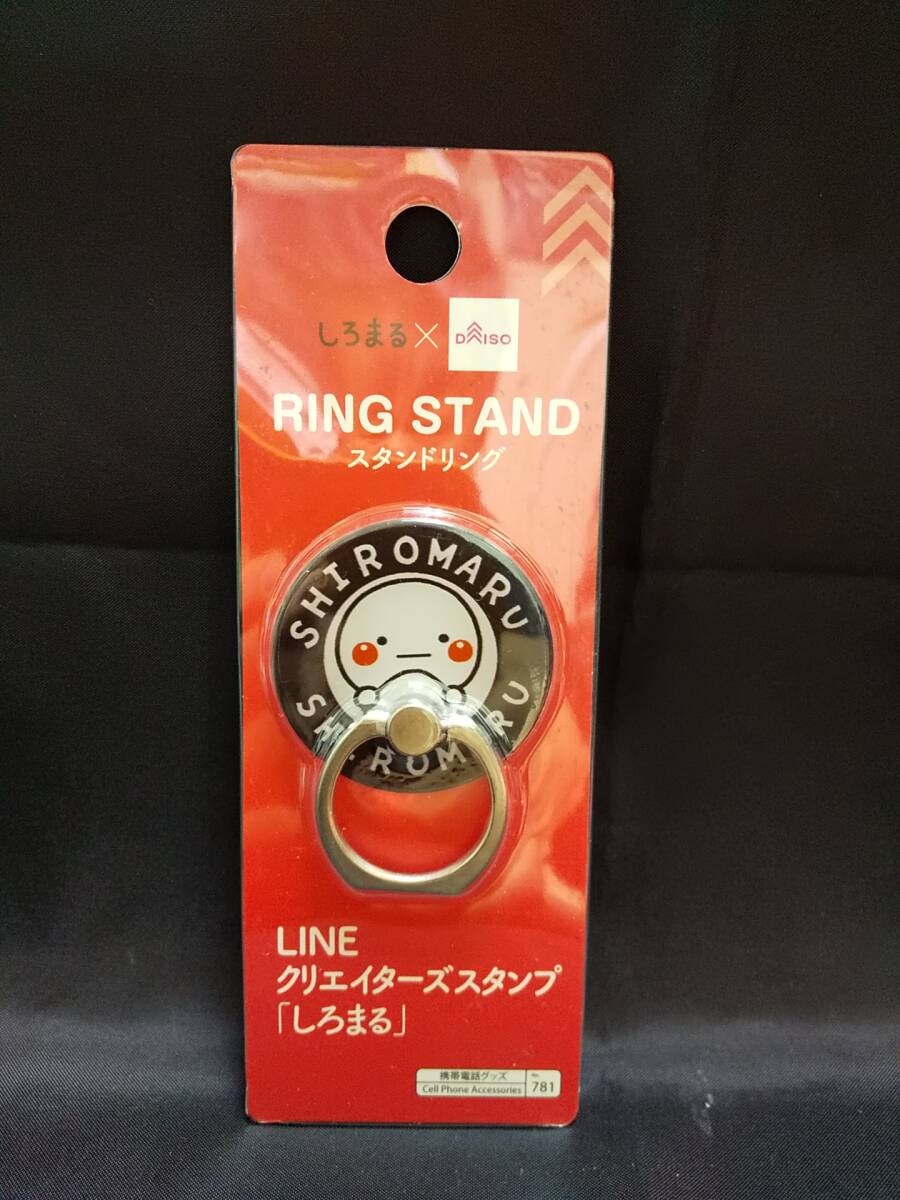 しろまる×DAISO
RING STAND
スタンドリング
SHIROMARU
SHIROMARU
LINE
クリエイターズスタンプ
「しろまる」
携帯電話グッズ
Cell Phone Accessories
No.
781